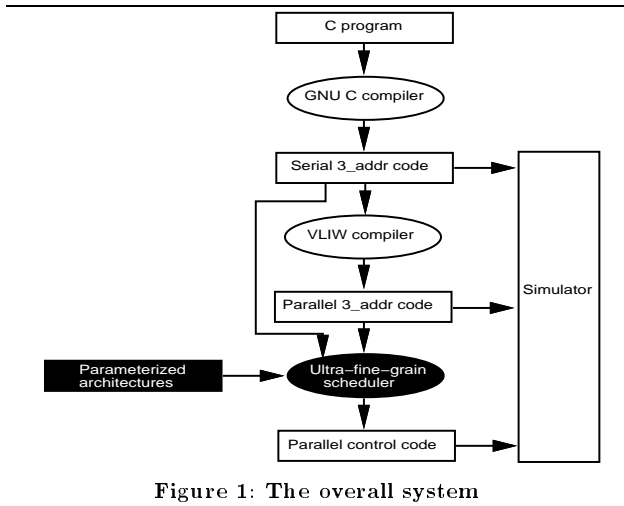 C program
GNU C compiler
Serial 3_addr code
VLIW compiler
Simulator
Parallel 3_addr code
Parameterized
architectures
Ultra−fine−grain
scheduler
Parallel control code
Figure 1: The overall system